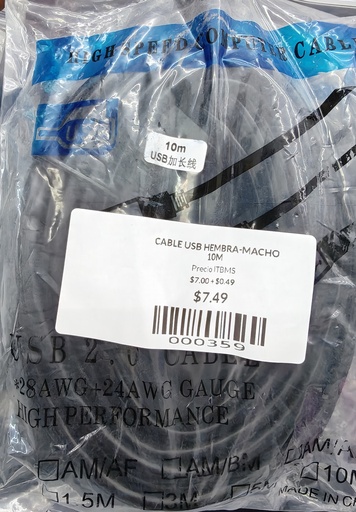 HIGH SPEED COMPUTER CABLE
10m
USB加长线
CABLE USB HEMBRA-MACHO
10M
Precio ITBMS
$7.00 + $0.49
$7.49
000359
USB 2.0 CABLE
*28AWG+24AWG GAUGE
HIGH PERFORMANCE
AM/AF
AM/BM
AM/A
1.5M
3M
5M
10M
MADE IN C